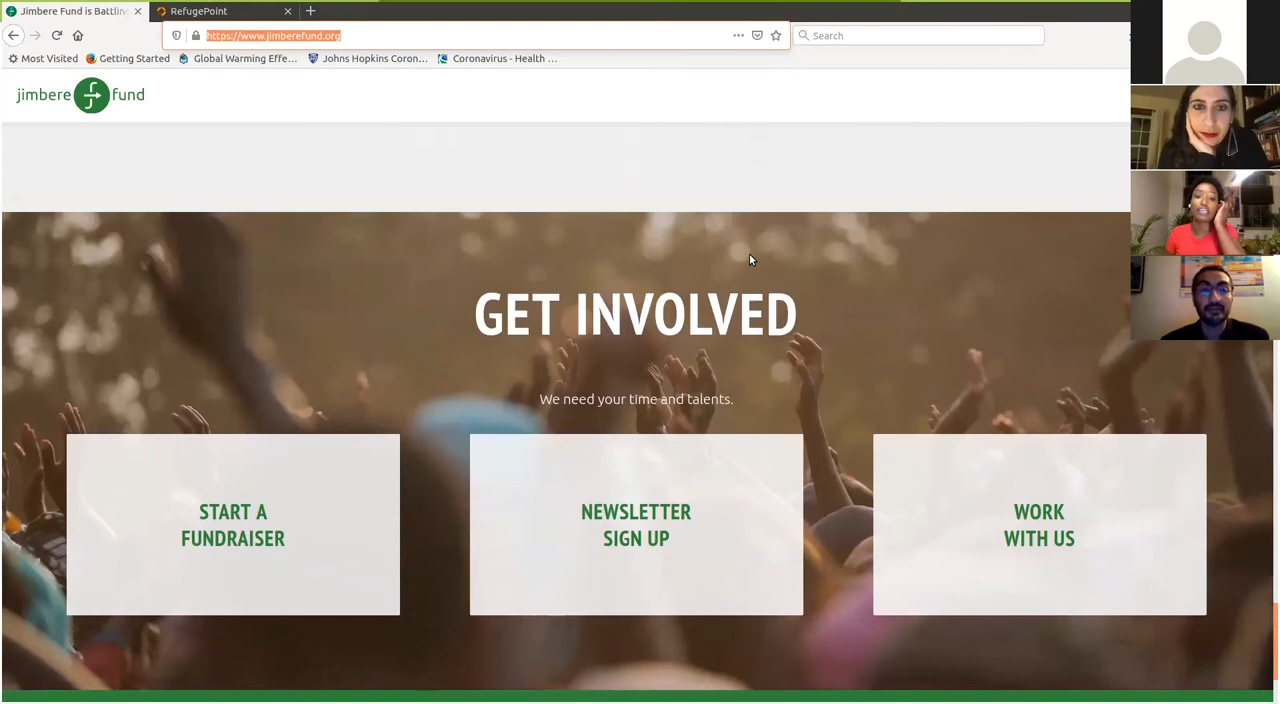 Jimbere Fund is Battlin
RefugePoint
https://www.jimberefund.org
Search
Most Visited
Getting Started
Global Warming Effe...
Johns Hopkins Coron...
Coronavirus - Health ...
jimbere fund
GET INVOLVED
We need your time and talents.
START A
FUNDRAISER
NEWSLETTER
SIGN UP
WORK
WITH US